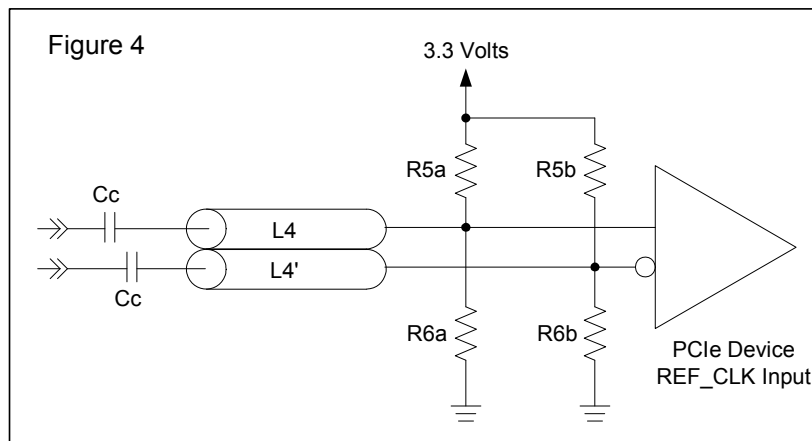 Figure 4
3.3 Volts
R5a
R5b
Cc
L4
L4'
Cc
R6a
R6b
PCIe Device
REF_CLK Input